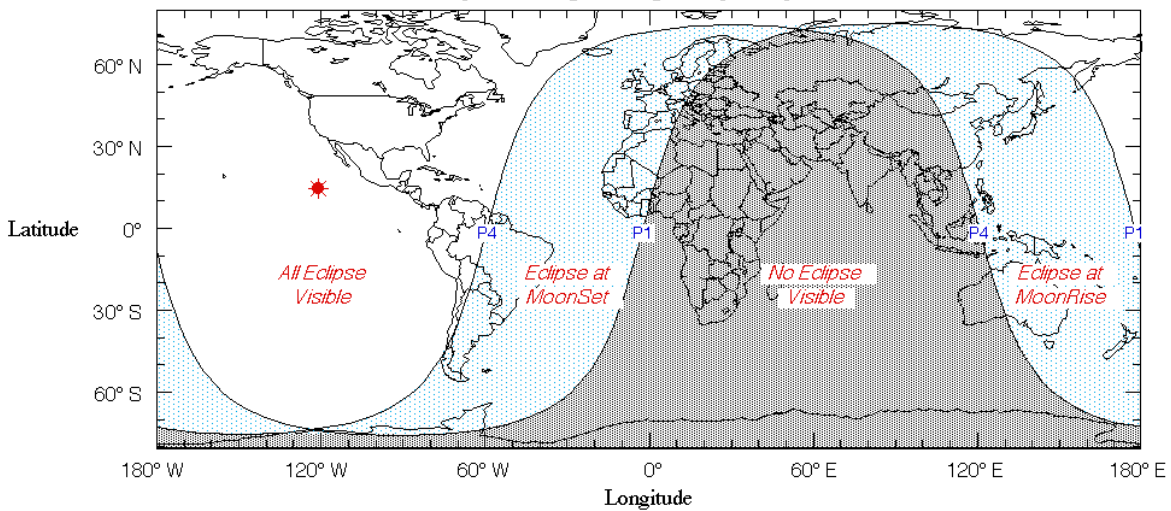 60° N
30° N
Latitude
0°
30° S
60° S
P4
P1
P4
P1
All Eclipse
Visible
Eclipse at
MoonSet
No Eclipse
Visible
Eclipse at
MoonRise
180° W
120° W
60° W
0°
60° E
120° E
180° E
Longitude